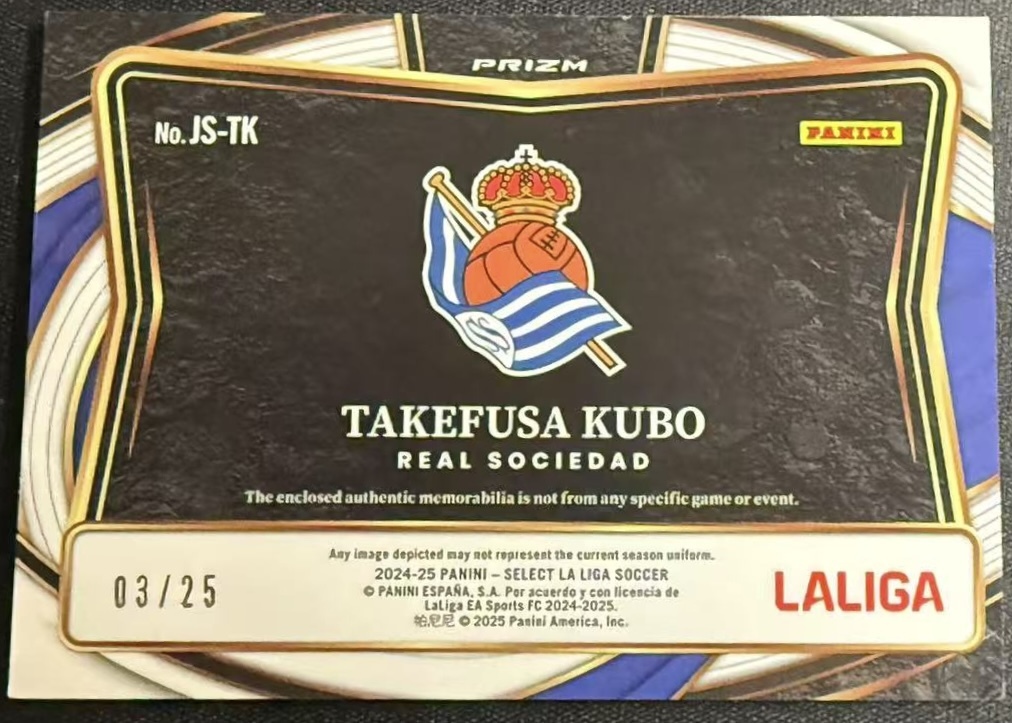 PRIZM
No. JS-TK
PANINI
TAKEFUSA KUBO
REAL SOCIEDAD
The enclosed authentic memorabilia is not from any specific game or event.
Any image depicted may not represent the current season uniform.
2024-25 PANINI – SELECT LA LIGA SOCCER
© PANINI ESPAÑA, S.A. Por acuerdo y con licencia de
LaLiga EA Sports FC 2024-2025.
帕尼尼 © 2025 Panini America, Inc.
03/25
LALIGA